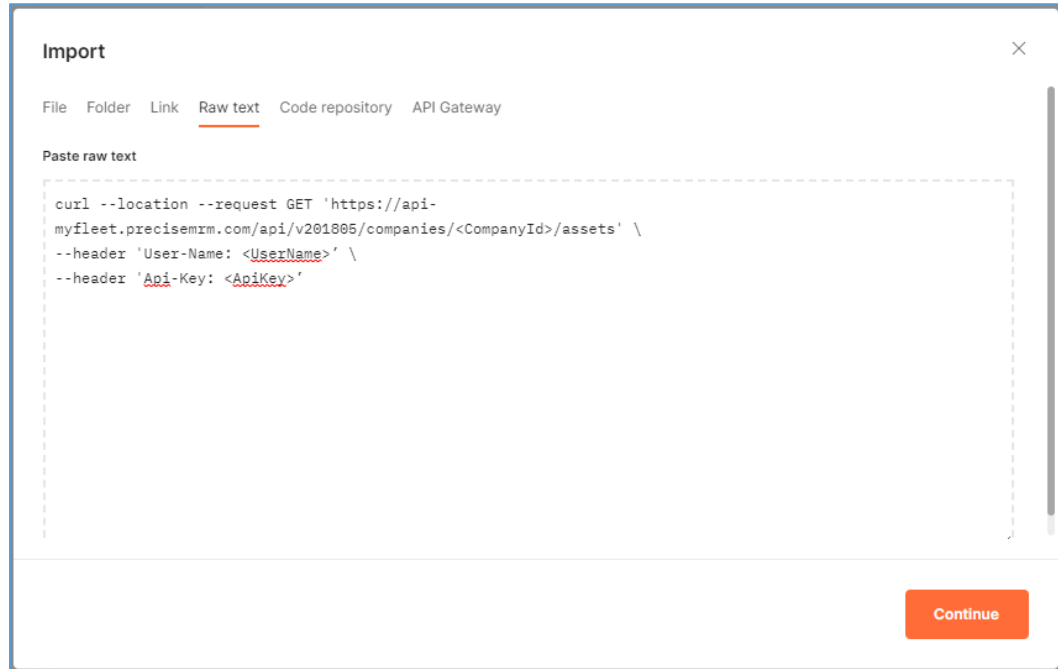 Import
File Folder Link Raw text Code repository API Gateway
Paste raw text
curl --location --request GET 'https://api-
myfleet.precisemrm.com/api/v201805/companies/<CompanyId>/assets' \
--header 'User-Name: <UserName>’ \
--header 'Api-Key: <ApiKey>’
Continue